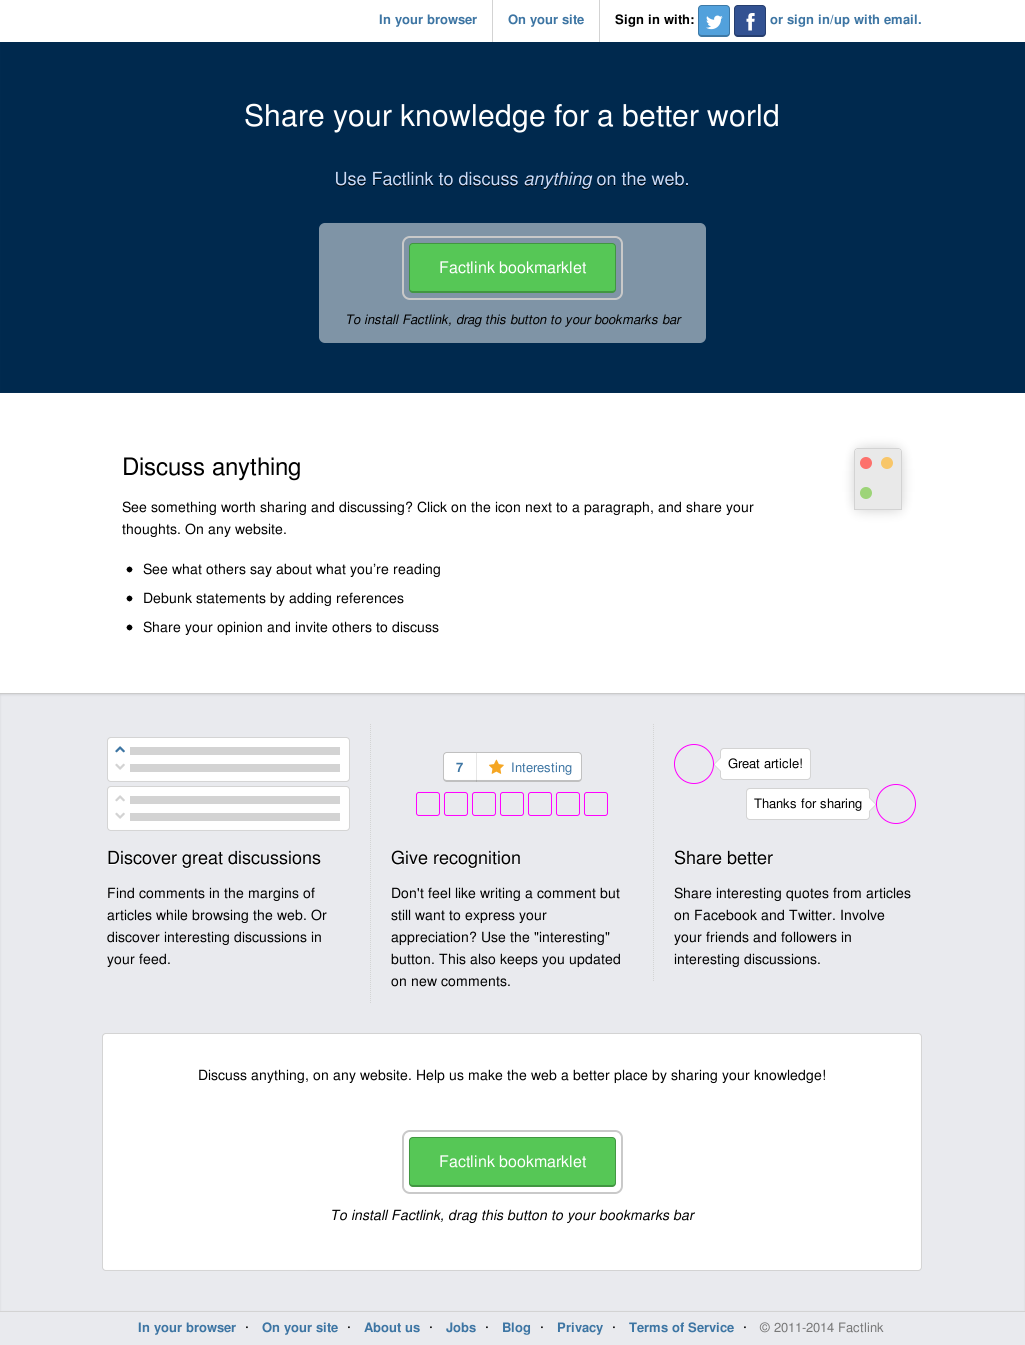 In your browser
On your site
Sign in with: or sign in/up with email.
Share your knowledge for a better world
Use Factlink to discuss anything on the web.
Factlink bookmarklet
To install Factlink, drag this button to your bookmarks bar
Discuss anything
See something worth sharing and discussing? Click on the icon next to a paragraph, and share your
thoughts. On any website.
• See what others say about what you’re reading
• Debunk statements by adding references
• Share your opinion and invite others to discuss
Discover great discussions
Find comments in the margins of
articles while browsing the web. Or
discover interesting discussions in
your feed.
7 Interesting
Give recognition
Don't feel like writing a comment but
still want to express your
appreciation? Use the "interesting"
button. This also keeps you updated
on new comments.
Great article!
Thanks for sharing
Share better
Share interesting quotes from articles
on Facebook and Twitter. Involve
your friends and followers in
interesting discussions.
Discuss anything, on any website. Help us make the web a better place by sharing your knowledge!
Factlink bookmarklet
To install Factlink, drag this button to your bookmarks bar
In your browser · On your site · About us · Jobs · Blog · Privacy · Terms of Service · © 2011-2014 Factlink